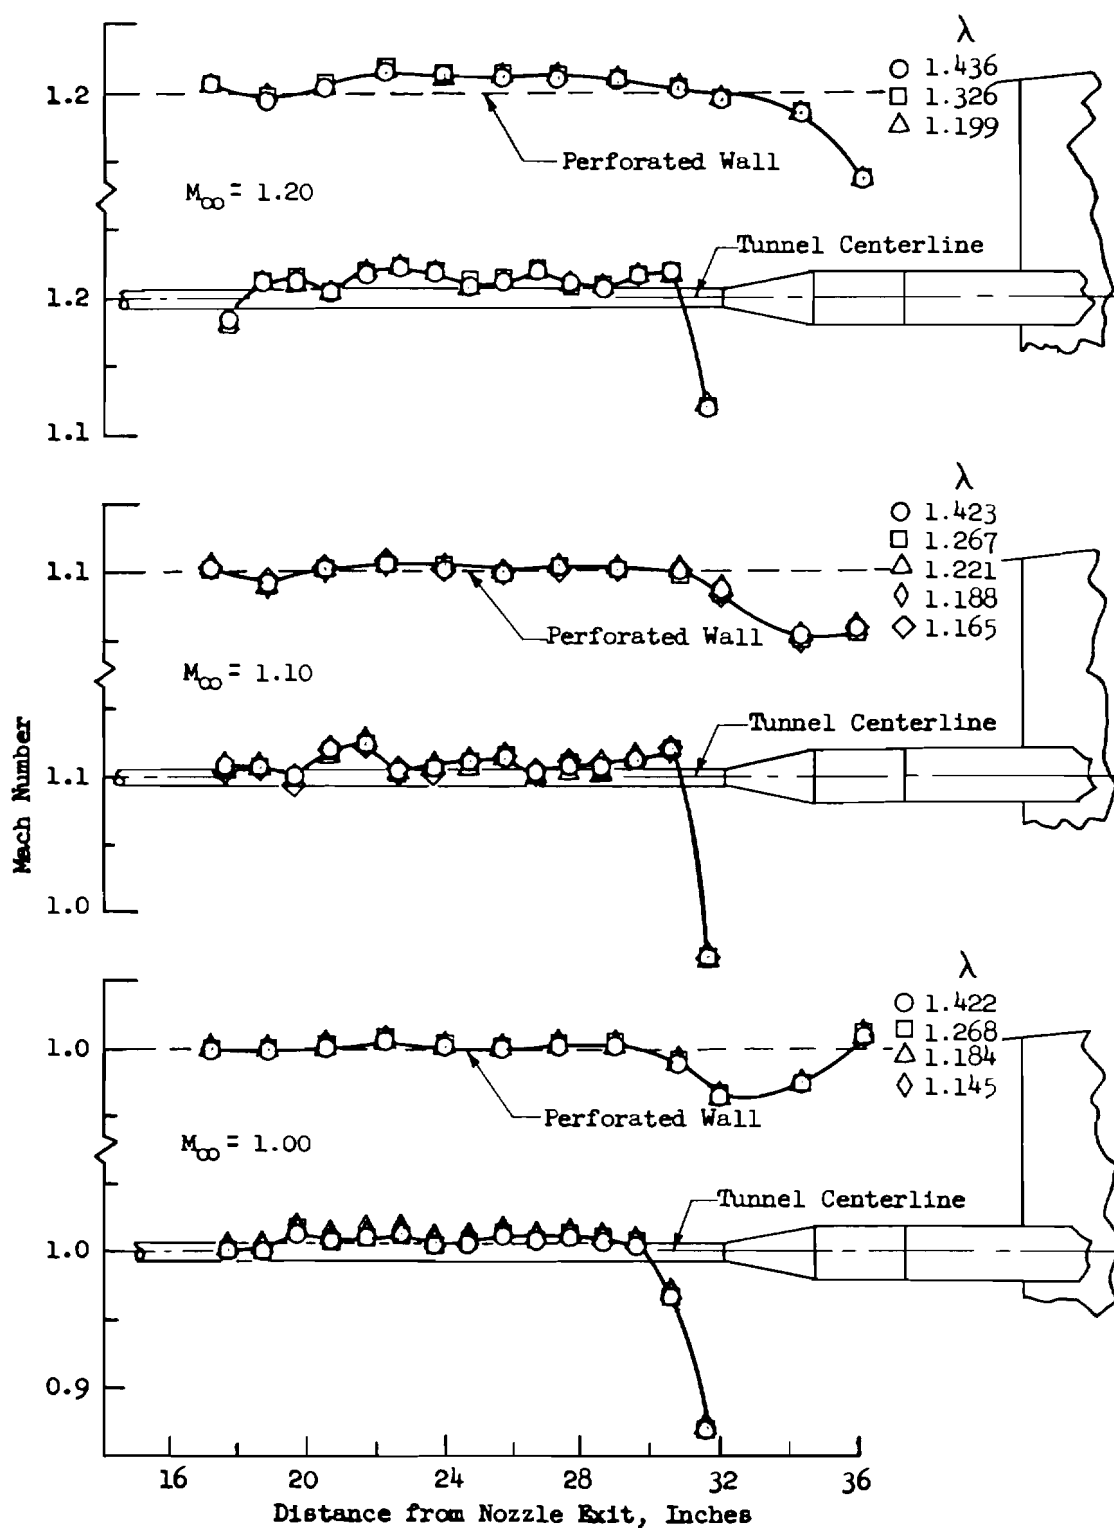 λ
1.436
1.326
1.199
1.2
Perforated Wall
M∞ = 1.20
Tunnel Centerline
1.2
1.1
λ
1.423
1.267
1.221
1.188
1.165
1.1
Perforated Wall
M∞ = 1.10
Tunnel Centerline
1.1
1.0
Mach Number
λ
1.422
1.268
1.184
1.145
1.0
Perforated Wall
M∞ = 1.00
Tunnel Centerline
1.0
0.9
16 20 24 28 32 36
Distance from Nozzle Exit, Inches